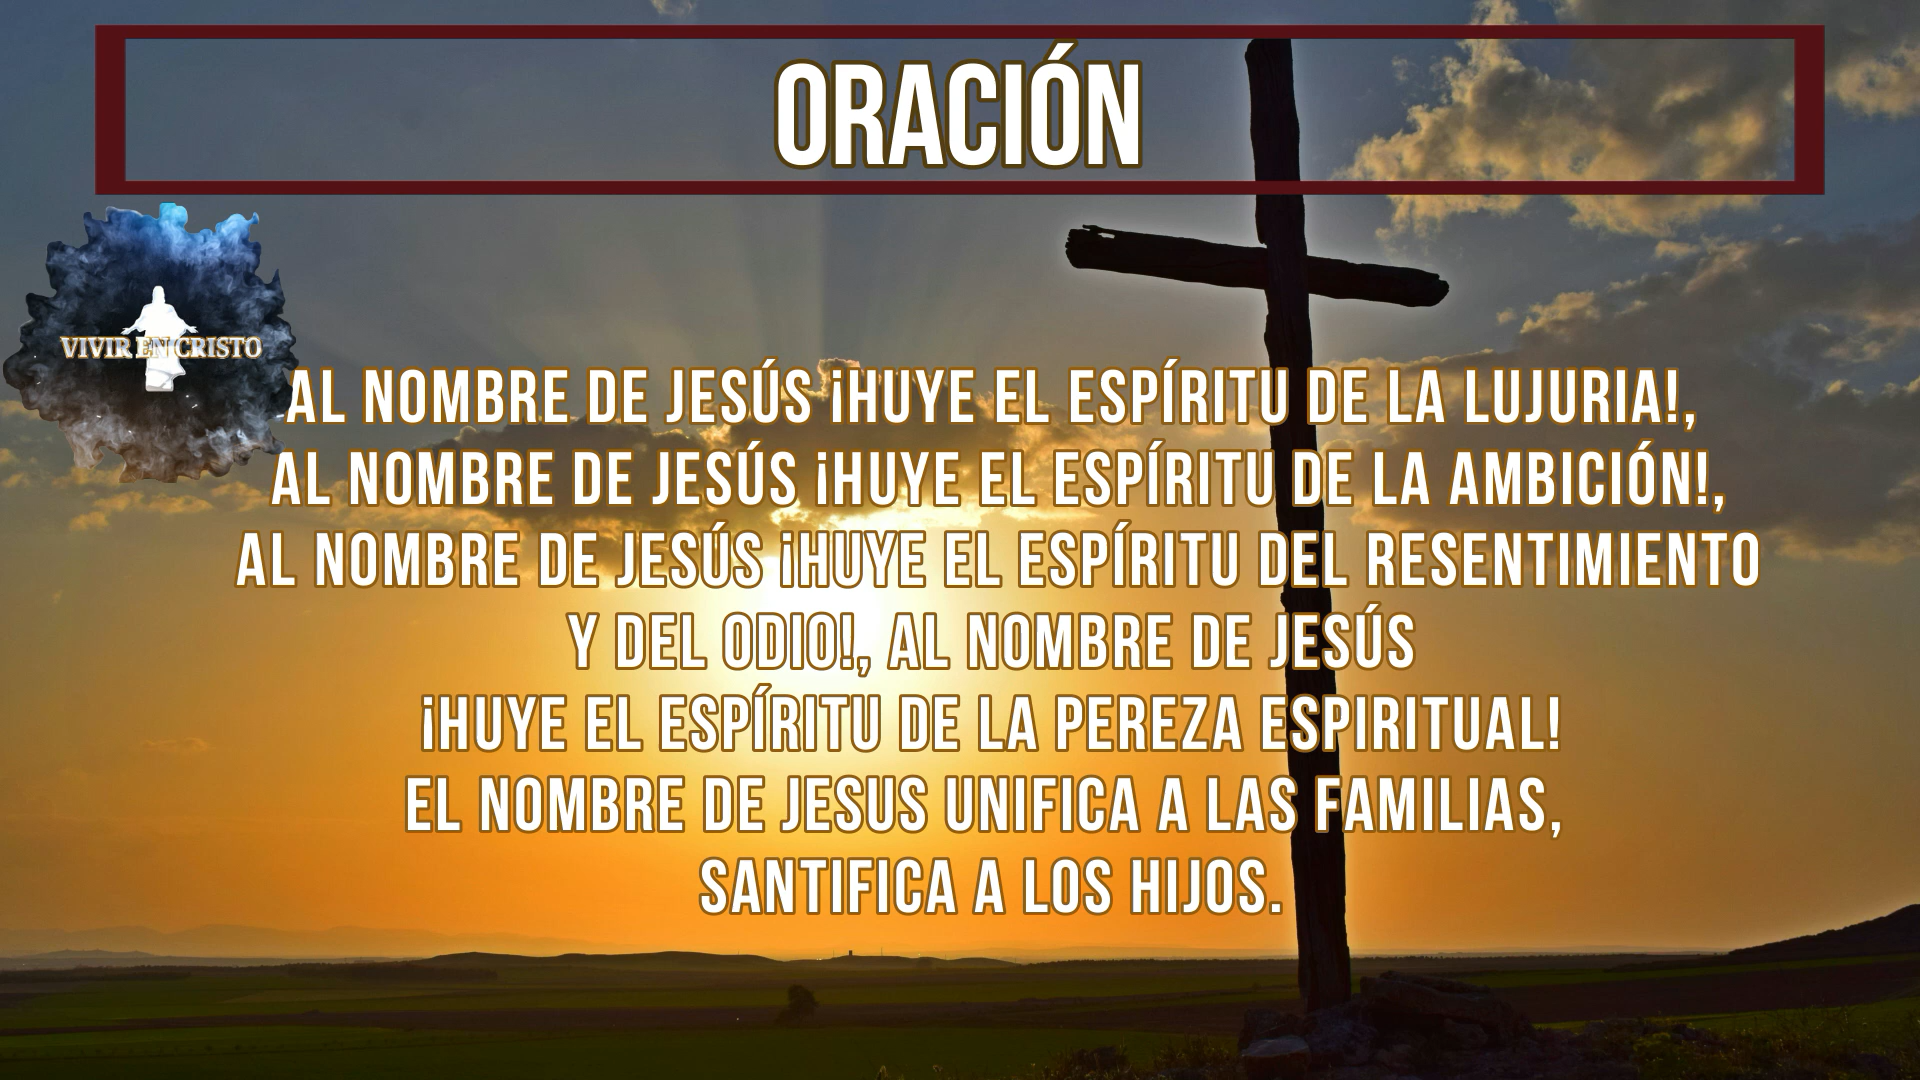 ORACIÓN
VIVIR EN CRISTO
AL NOMBRE DE JESÚS ¡HUYE EL ESPÍRITU DE LA LUJURIA!,
AL NOMBRE DE JESÚS ¡HUYE EL ESPÍRITU DE LA AMBICIÓN!,
AL NOMBRE DE JESÚS ¡HUYE EL ESPÍRITU DEL RESENTIMIENTO
Y DEL ODIO!, AL NOMBRE DE JESÚS
¡HUYE EL ESPÍRITU DE LA PEREZA ESPIRITUAL!
EL NOMBRE DE JESUS UNIFICA A LAS FAMILIAS,
SANTIFICA A LOS HIJOS.